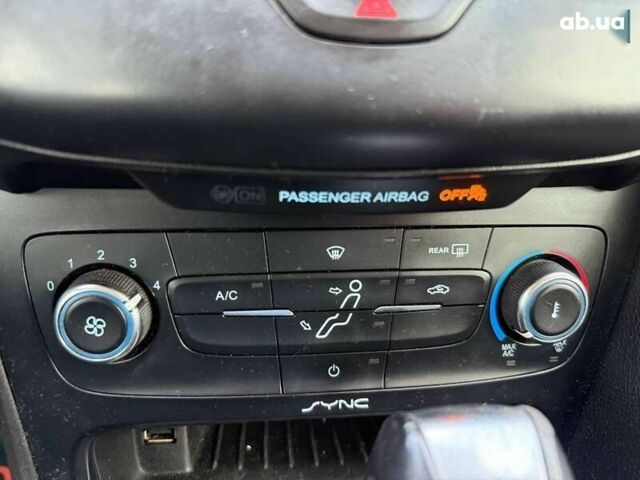 ab.ua
ON PASSENGER AIRBAG OFF
0 1 2 3 4
A/C
REAR
MAX
A/C
SYNC